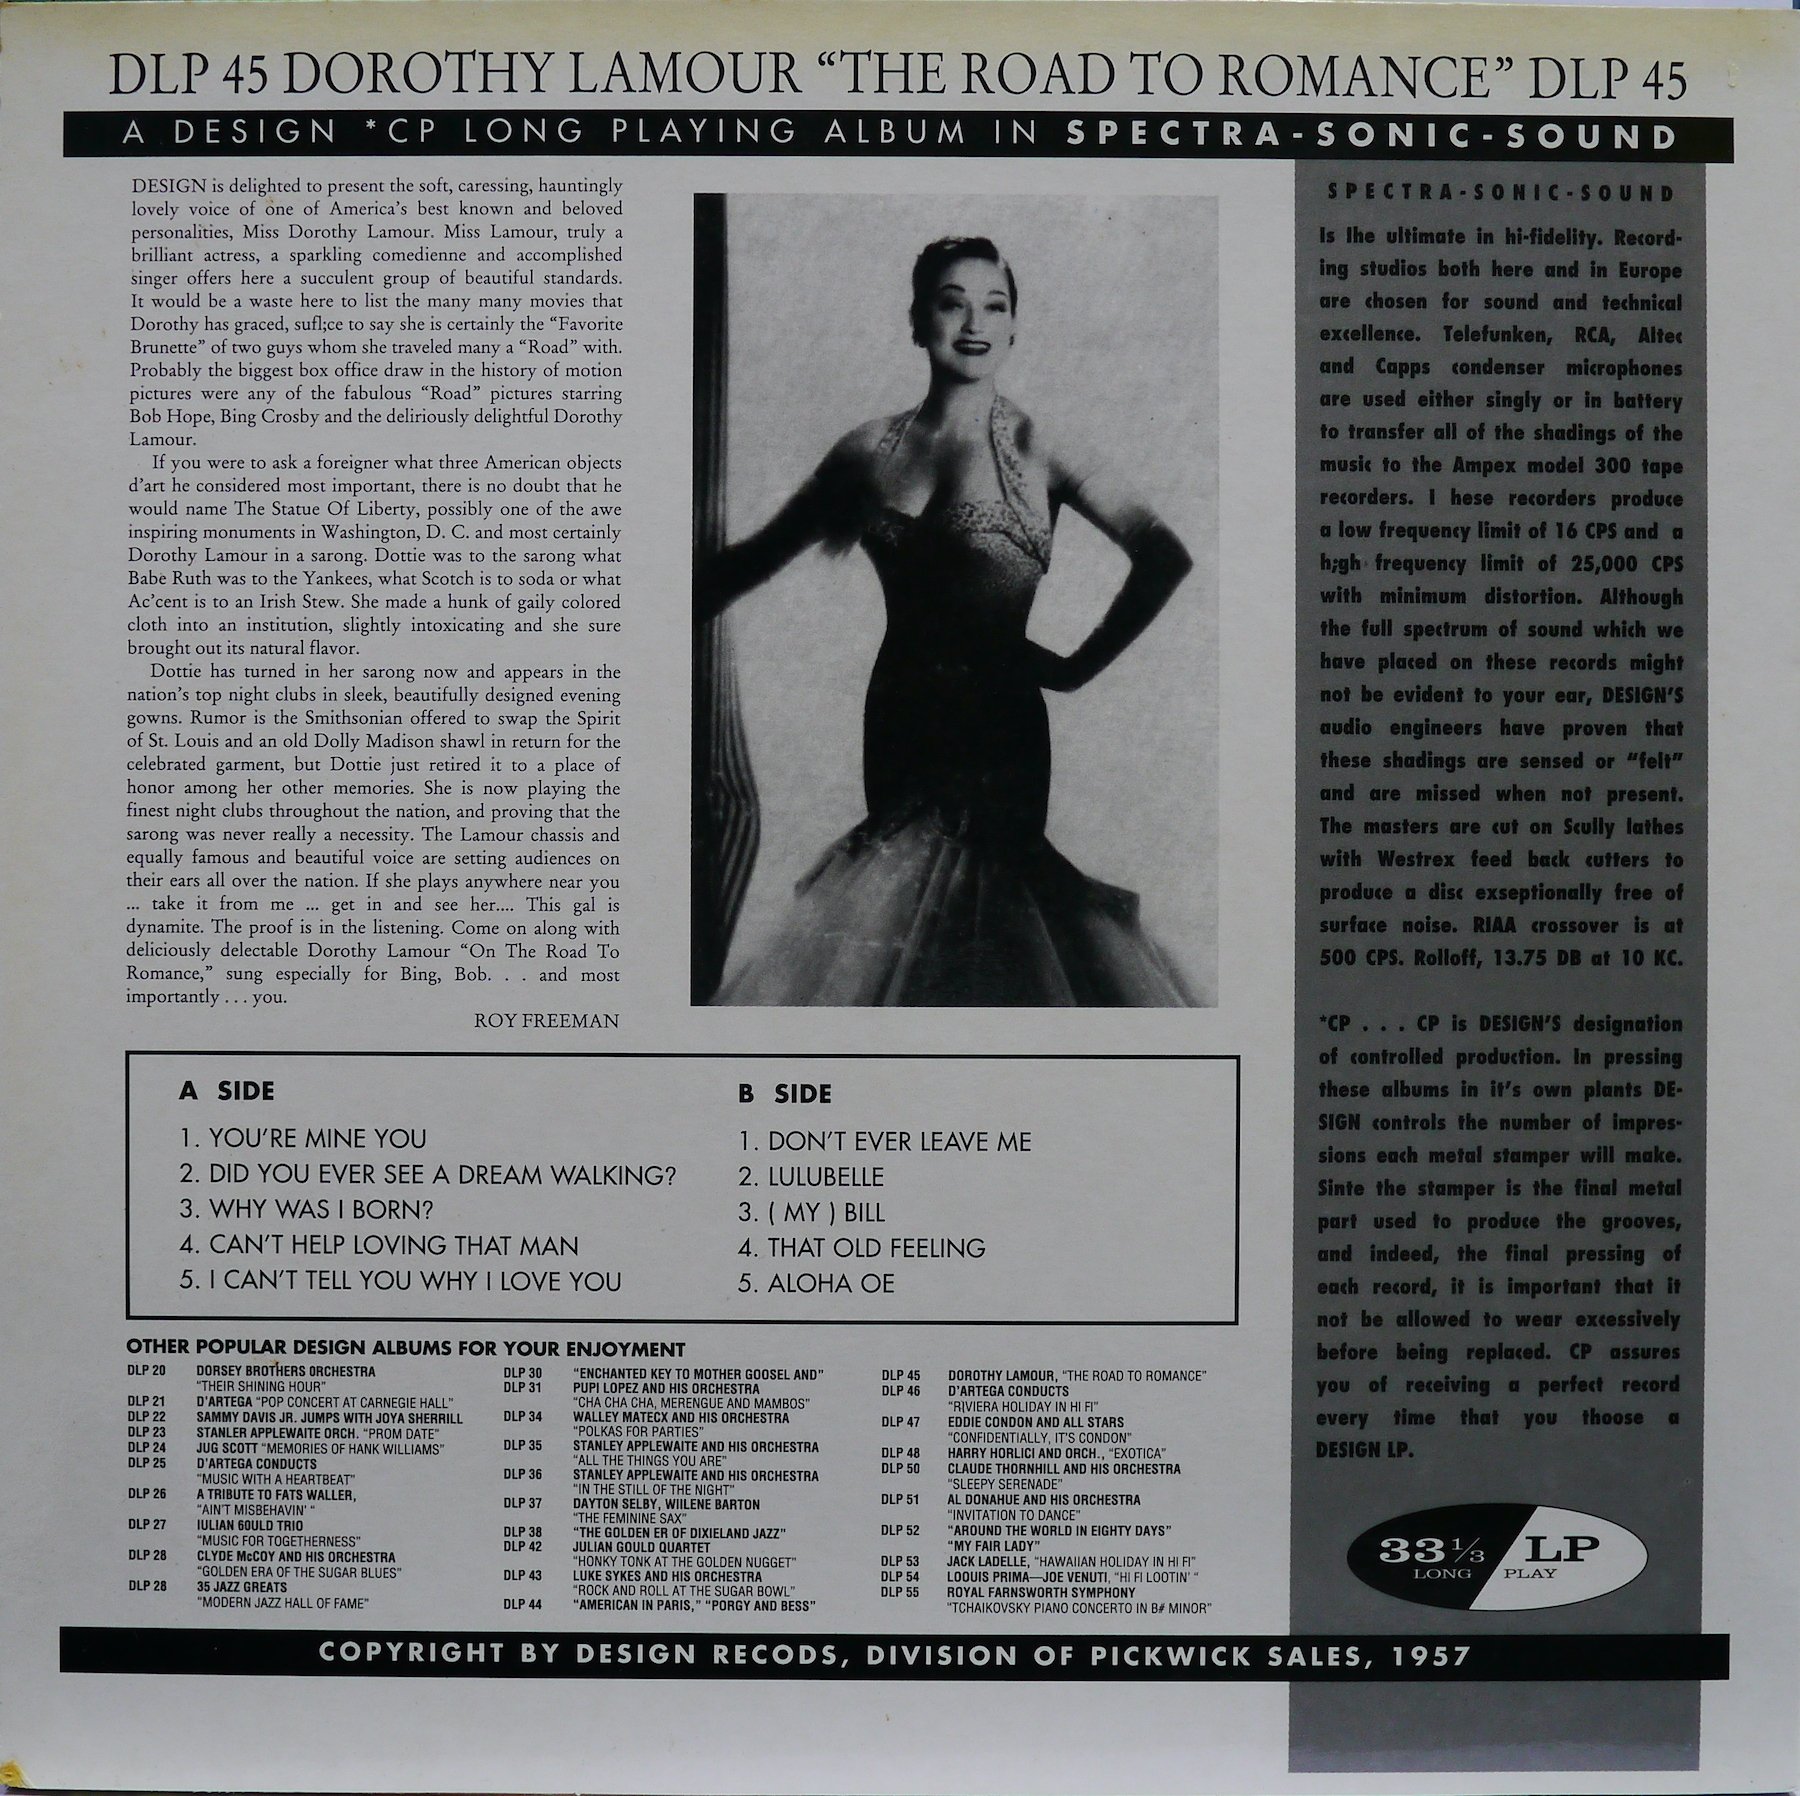 DLP 45 DOROTHY LAMOUR “THE ROAD TO ROMANCE” DLP 45
A DESIGN *CP LONG PLAYING ALBUM IN SPECTRA-SONIC-SOUND
DESIGN is delighted to present the soft, caressing, hauntingly
lovely voice of one of America’s best known and beloved
personalities, Miss Dorothy Lamour. Miss Lamour, truly a
brilliant actress, a sparkling comedienne and accomplished
singer offers here a succulent group of beautiful standards.
It would be a waste here to list the many many movies that
Dorothy has graced, sufl;ce to say she is certainly the “Favorite
Brunette” of two guys whom she traveled many a “Road” with.
Probably the biggest box office draw in the history of motion
pictures were any of the fabulous “Road” pictures starring
Bob Hope, Bing Crosby and the deliriously delightful Dorothy
Lamour.
If you were to ask a foreigner what three American objects
d’art he considered most important, there is no doubt that he
would name The Statue Of Liberty, possibly one of the awe
inspiring monuments in Washington, D. C. and most certainly
Dorothy Lamour in a sarong. Dottie was to the sarong what
Babe Ruth was to the Yankees, what Scotch is to soda or what
Ac’cent is to an Irish Stew. She made a hunk of gaily colored
cloth into an institution, slightly intoxicating and she sure
brought out its natural flavor.
Dottie has turned in her sarong now and appears in the
nation’s top night clubs in sleek, beautifully designed evening
gowns. Rumor is the Smithsonian offered to swap the Spirit
of St. Louis and an old Dolly Madison shawl in return for the
celebrated garment, but Dottie just retired it to a place of
honor among her other memories. She is now playing the
finest night clubs throughout the nation, and proving that the
sarong was never really a necessity. The Lamour chassis and
equally famous and beautiful voice are setting audiences on
their ears all over the nation. If she plays anywhere near you
... take it from me ... get in and see her.... This gal is
dynamite. The proof is in the listening. Come on along with
deliciously delectable Dorothy Lamour “On The Road To
Romance,” sung especially for Bing, Bob. . . and most
importantly . . . you.
ROY FREEMAN
SPECTRA-SONIC-SOUND
Is lhe ultimate in hi-fidelity. Record-
ing studios both here and in Europe
are chosen for sound and technical
excellence. Telefunken, RCA, Altec
and Capps condenser microphones
are used either singly or in battery
to transfer all of the shadings of the
music to the Ampex model 300 tape
recorders. I hese recorders produce
a low frequency limit of 16 CPS and a
h;gh frequency limit of 25,000 CPS
with minimum distortion. Although
the full spectrum of sound which we
have placed on these records might
not be evident to your ear, DESIGN’S
audio engineers have proven that
these shadings are sensed or “felt”
and are missed when not present.
The masters are cut on Scully lathes
with Westrex feed back cutters to
produce a disc exseptionally free of
surface noise. RIAA crossover is at
500 CPS. Rolloff, 13.75 DB at 10 KC.
*CP . . . CP is DESIGN’S designation
of controlled production. In pressing
these albums in it’s own plants DE-
SIGN controls the number of impres-
sions each metal stamper will make.
Sinte the stamper is the final metal
part used to produce the grooves,
and indeed, the final pressing of
each record, it is important that it
not be allowed to wear excessively
before being replaced. CP assures
you of receiving a perfect record
every time that you thoose a
DESIGN LP.
A SIDE
1. YOU’RE MINE YOU
2. DID YOU EVER SEE A DREAM WALKING?
3. WHY WAS I BORN?
4. CAN’T HELP LOVING THAT MAN
5. I CAN’T TELL YOU WHY I LOVE YOU
B SIDE
1. DON’T EVER LEAVE ME
2. LULUBELLE
3. ( MY ) BILL
4. THAT OLD FEELING
5. ALOHA OE
OTHER POPULAR DESIGN ALBUMS FOR YOUR ENJOYMENT
DLP 20 DORSEY BROTHERS ORCHESTRA
“THEIR SHINING HOUR”
DLP 21 D’ARTEGA “POP CONCERT AT CARNEGIE HALL”
DLP 22 SAMMY DAVIS JR. JUMPS WITH JOYA SHERRILL
DLP 23 STANLER APPLEWAITE ORCH. “PROM DATE”
DLP 24 JUG SCOTT “MEMORIES OF HANK WILLIAMS”
DLP 25 D’ARTEGA CONDUCTS
“MUSIC WITH A HEARTBEAT”
DLP 26 A TRIBUTE TO FATS WALLER,
“AIN’T MISBEHAVIN’ “
DLP 27 IULIAN 6OULD TRIO
“MUSIC FOR TOGETHERNESS”
DLP 28 CLYDE McCOY AND HIS ORCHESTRA
“GOLDEN ERA OF THE SUGAR BLUES”
DLP 28 35 JAZZ GREATS
“MODERN JAZZ HALL OF FAME”
DLP 30 “ENCHANTED KEY TO MOTHER GOOSEL AND”
DLP 31 PUPI LOPEZ AND HIS ORCHESTRA
“CHA CHA CHA, MERENGUE AND MAMBOS”
DLP 34 WALLEY MATECX AND HIS ORCHESTRA
“POLKAS FOR PARTIES”
DLP 35 STANLEY APPLEWAITE AND HIS ORCHESTRA
“ALL THE THINGS YOU ARE”
DLP 36 STANLEY APPLEWAITE AND HIS ORCHESTRA
“IN THE STILL OF THE NIGHT”
DLP 37 DAYTON SELBY, WIILENE BARTON
“THE FEMININE SAX”
DLP 38 “THE GOLDEN ER OF DIXIELAND JAZZ”
DLP 42 JULIAN GOULD QUARTET
“HONKY TONK AT THE GOLDEN NUGGET”
DLP 43 LUKE SYKES AND HIS ORCHESTRA
“ROCK AND ROLL AT THE SUGAR BOWL”
DLP 44 “AMERICAN IN PARIS,” “PORGY AND BESS”
DLP 45 DOROTHY LAMOUR, “THE ROAD TO ROMANCE”
DLP 46 D’ARTEGA CONDUCTS
“RIVIERA HOLIDAY IN HI FI”
DLP 47 EDDIE CONDON AND ALL STARS
“CONFIDENTIALLY, IT’S CONDON”
DLP 48 HARRY HORLICI AND ORCH., “EXOTICA”
DLP 50 CLAUDE THORNHILL AND HIS ORCHESTRA
“SLEEPY SERENADE”
DLP 51 AL DONAHUE AND HIS ORCHESTRA
“INVITATION TO DANCE”
DLP 52 “AROUND THE WORLD IN EIGHTY DAYS”
“MY FAIR LADY”
DLP 53 JACK LADELLE, “HAWAIIAN HOLIDAY IN HI FI”
DLP 54 LOOUIS PRIMA—JOE VENUTI, “HI FI LOOTIN’ “
DLP 55 ROYAL FARNSWORTH SYMPHONY
“TCHAIKOVSKY PIANO CONCERTO IN B# MINOR”
33 1/3 LP
LONG PLAY
COPYRIGHT BY DESIGN RECODS, DIVISION OF PICKWICK SALES, 1957